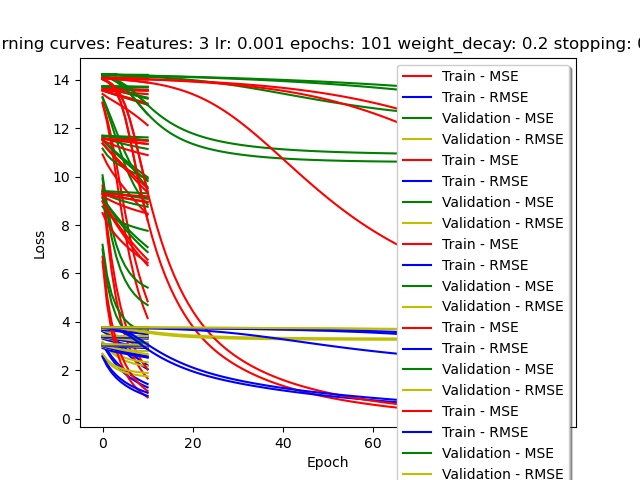 rning curves: Features: 3 lr: 0.001 epochs: 101 weight_decay: 0.2 stopping:
Loss
14
12
10
8
6
4
2
0
0 20 40 60
Epoch
Train - MSE
Train - RMSE
Validation - MSE
Validation - RMSE
Train - MSE
Train - RMSE
Validation - MSE
Validation - RMSE
Train - MSE
Train - RMSE
Validation - MSE
Validation - RMSE
Train - MSE
Train - RMSE
Validation - MSE
Validation - RMSE
Train - MSE
Train - RMSE
Validation - MSE
Validation - RMSE